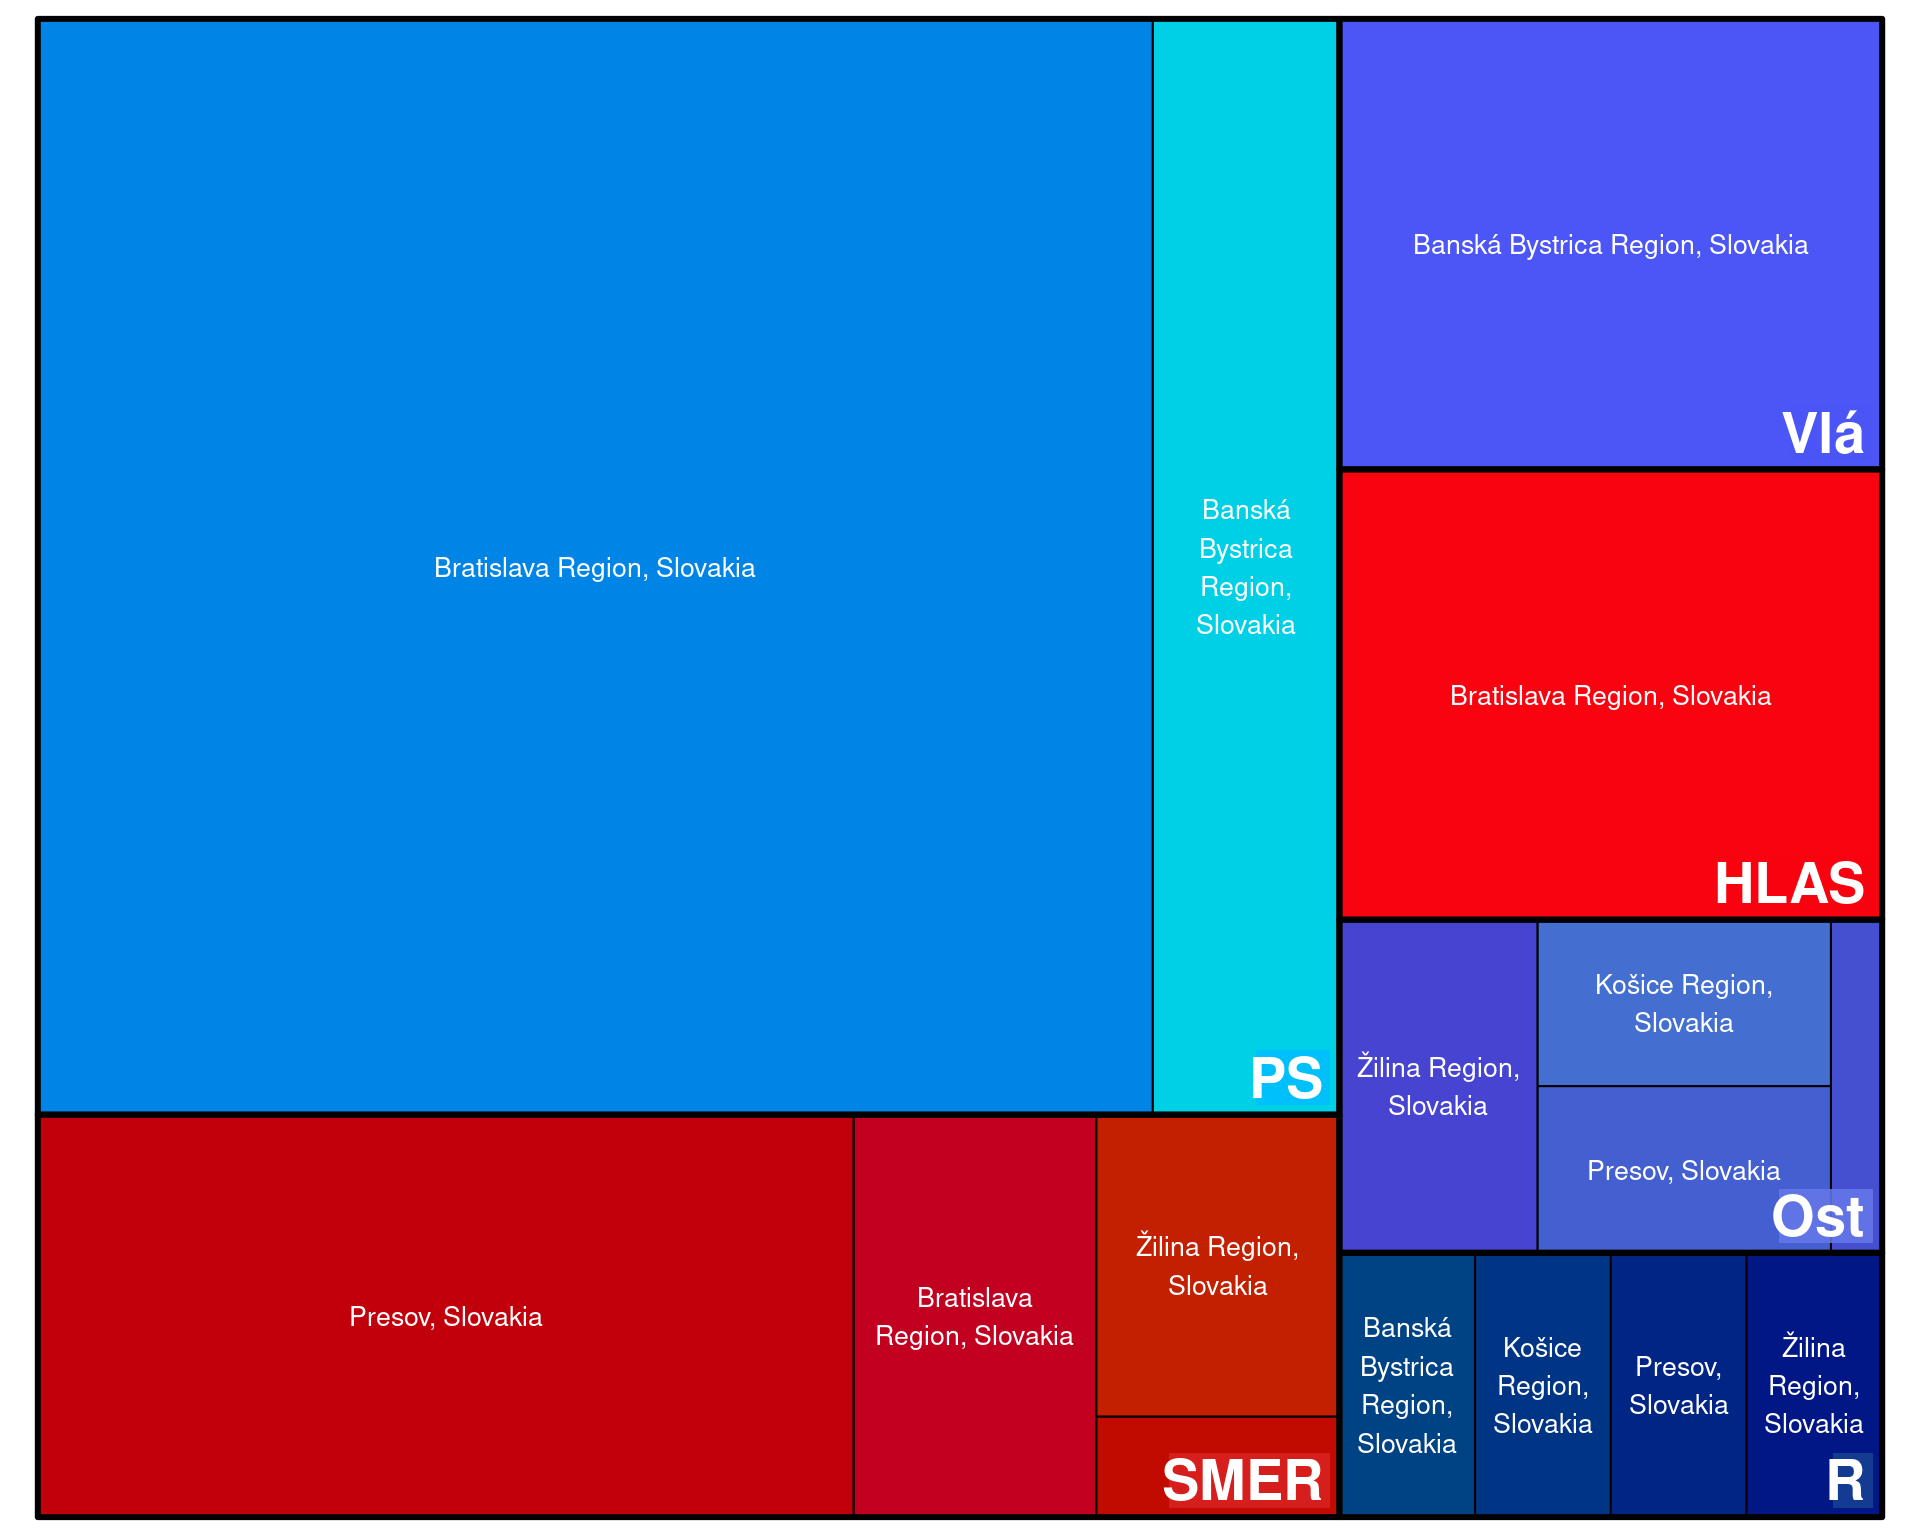 Bratislava Region, Slovakia
Banská
Bystrica
Region,
Slovakia
PS
Banská Bystrica Region, Slovakia
Vlá
Bratislava Region, Slovakia
HLAS
Žilina Region,
Slovakia
Košice Region,
Slovakia
Presov, Slovakia
Ost
Presov, Slovakia
Bratislava
Region, Slovakia
Žilina Region,
Slovakia
SMER
Banská
Bystrica
Region,
Slovakia
Košice
Region,
Slovakia
Presov,
Slovakia
Žilina
Region,
Slovakia
R